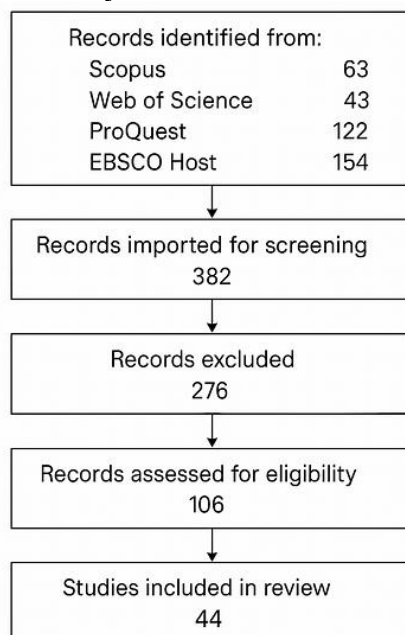 Records identified from:
Scopus 63
Web of Science 43
ProQuest 122
EBSCO Host 154
Records imported for screening
382
Records excluded
276
Records assessed for eligibility
106
Studies included in review
44